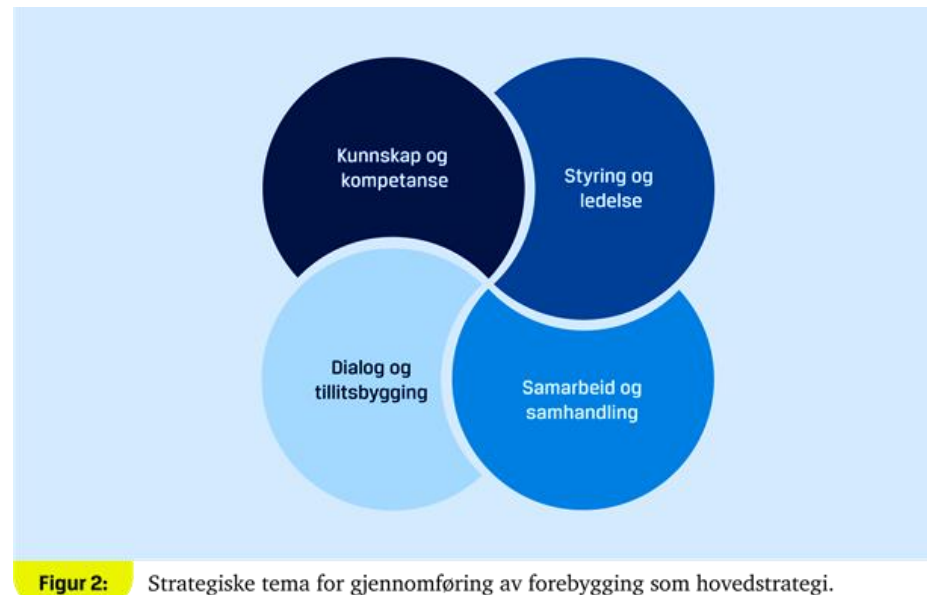 Kunnskap og
kompetanse
Styring og
ledelse
Dialog og
tillitsbygging
Samarbeid og
samhandling
Figur 2: Strategiske tema for gjennomføring av forebygging som hovedstrategi.